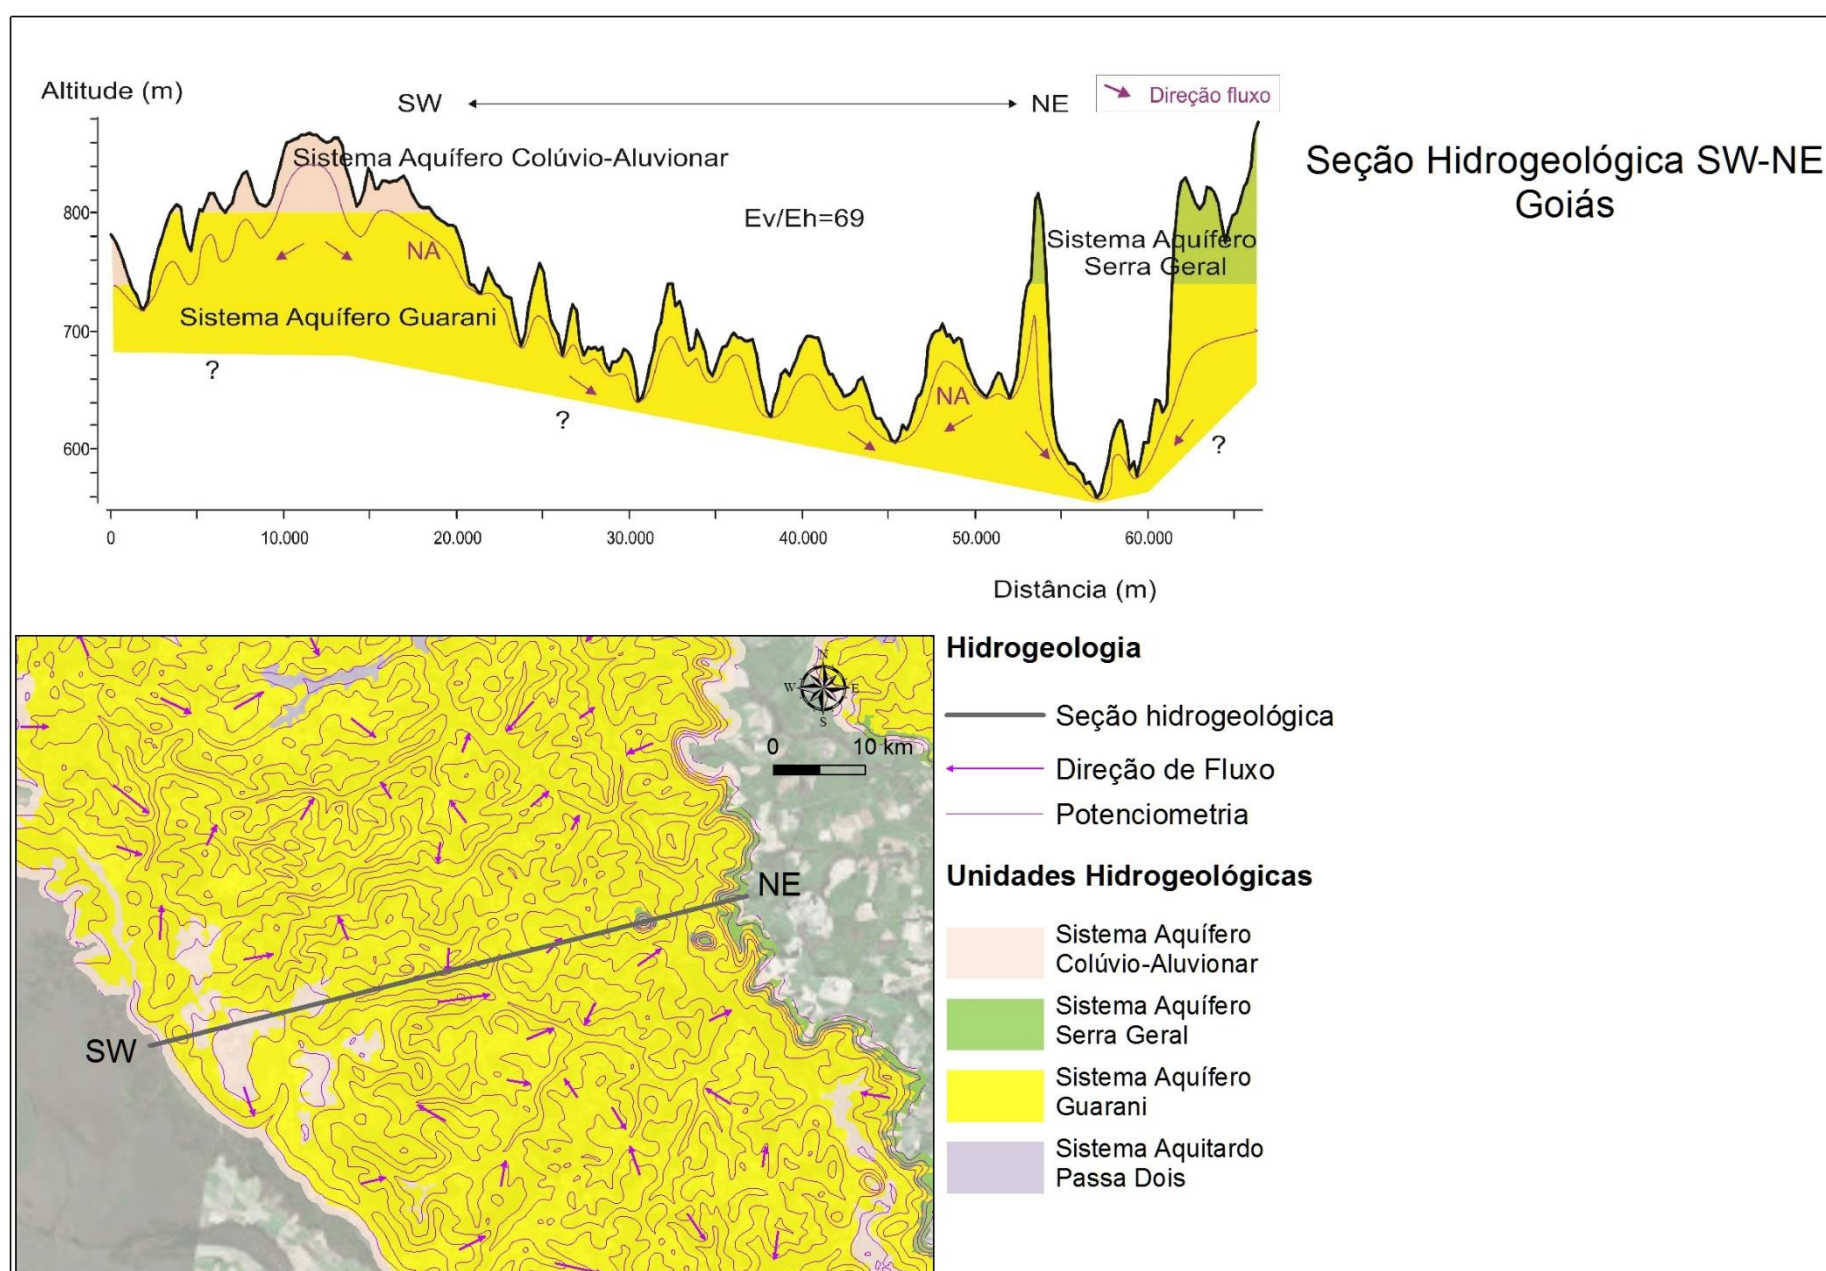 Altitude (m)
SW
NE
Direção fluxo
Seção Hidrogeológica SW-NE
Goiás
Sistema Aquífero Colúvio-Aluvionar
800
Ev/Eh=69
NA
Sistema Aquífero
Serra Geral
Sistema Aquífero Guarani
700
?
?
NA
?
600
0
10.000
20.000
30.000
40.000
50.000
60.000
Distância (m)
N
W
E
S
0
10 km
NE
SW
Hidrogeologia
Seção hidrogeológica
Direção de Fluxo
Potenciometria
Unidades Hidrogeológicas
Sistema Aquífero
Colúvio-Aluvionar
Sistema Aquífero
Serra Geral
Sistema Aquífero
Guarani
Sistema Aquitardo
Passa Dois